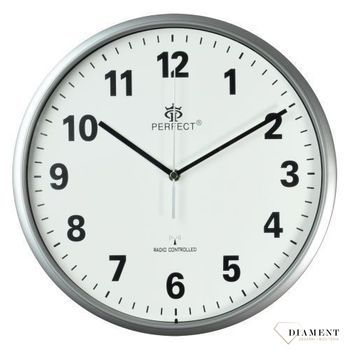 12
11 1
PERFECT®
10 2
9 3
8 4
RADIO CONTROLLED
7 5
6
DIAMENT